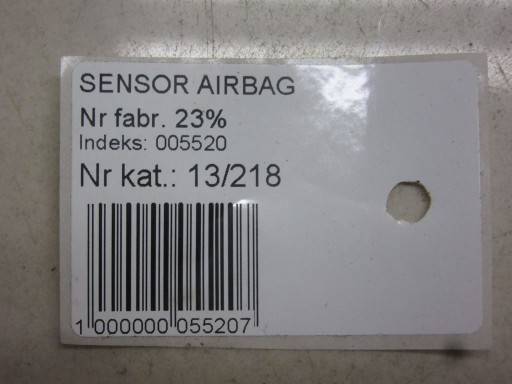 SENSOR AIRBAG
Nr fabr. 23%
Indeks: 005520
Nr kat.: 13/218
1 000000 055207